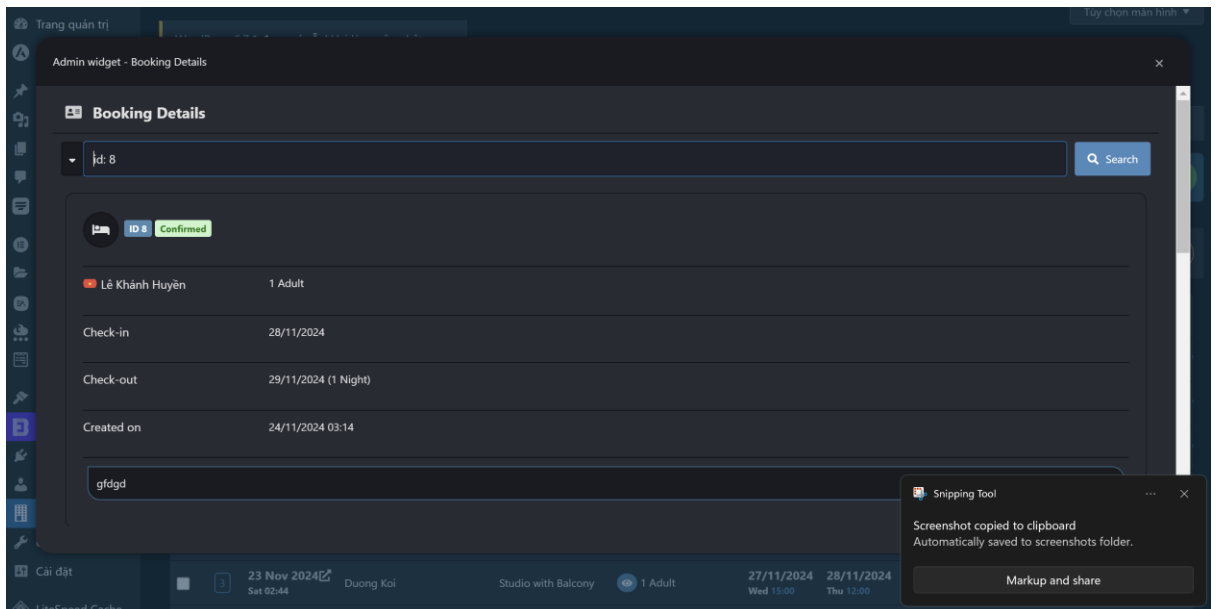 Trang quản trị
Tùy chọn màn hình
Admin widget - Booking Details
Booking Details
id: 8
Search
ID 8 Confirmed
Lê Khánh Huyền 1 Adult
Check-in 28/11/2024
Check-out 29/11/2024 (1 Night)
Created on 24/11/2024 03:14
gfdgd
Snipping Tool
Screenshot copied to clipboard
Automatically saved to screenshots folder.
Markup and share
Cài đặt
3 23 Nov 2024 Duong Koi Studio with Balcony 1 Adult 27/11/2024 28/11/2024
Sat 02:44 Wed 15:00 Thu 12:00
LiteSpeed Cache